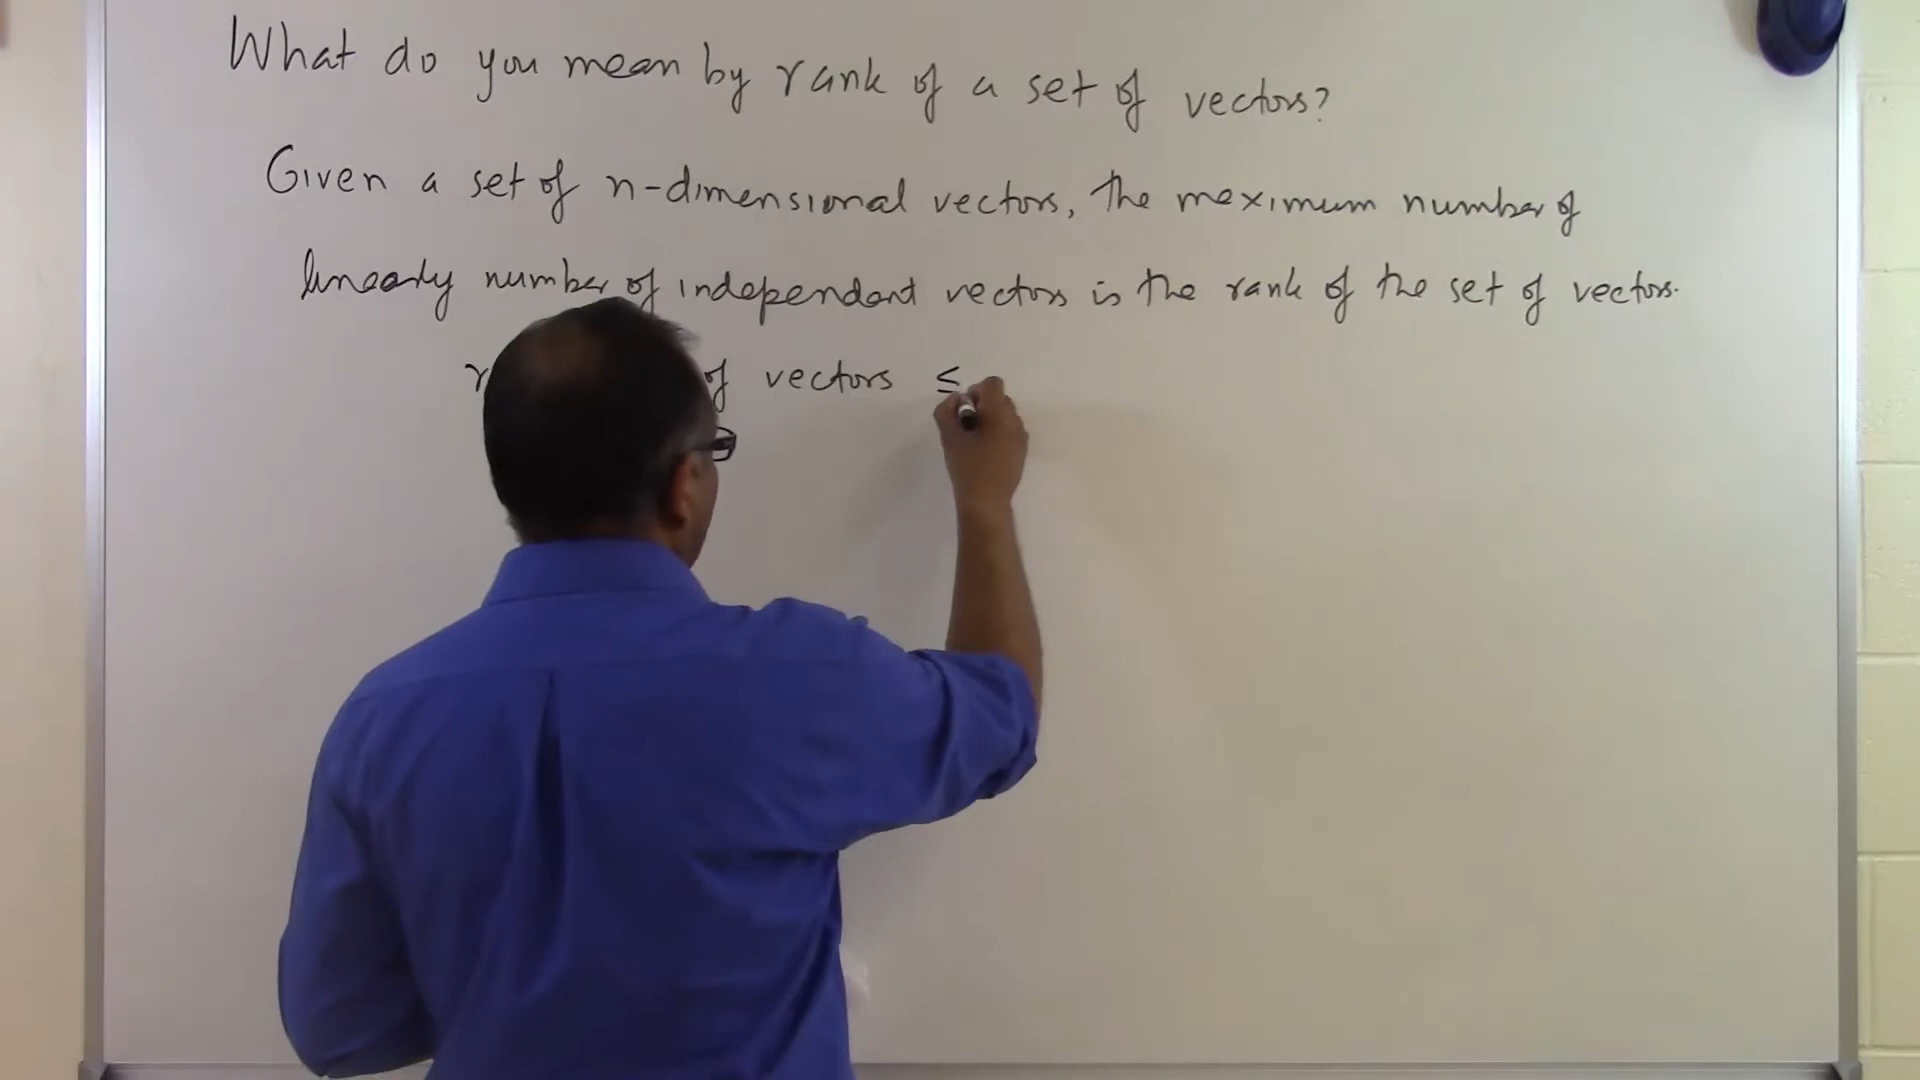 What do you mean by rank of a set of vectors?
Given a set of n-dimensional vectors, the maximum number of
linearly number of independent vectors is the rank of the set of vectors.
of vectors ≤